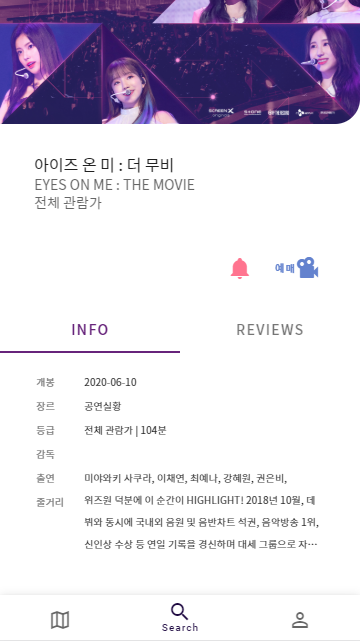 SCREENX
아이즈 온 미 : 더 무비
EYES ON ME : THE MOVIE
전체 관람가
예매
INFO
REVIEWS
개봉 2020-06-10
장르 공연실황
등급 전체 관람가 | 104분
감독
출연 미야와키 사쿠라, 이채연, 최예나, 강혜원, 권은비,
줄거리 위즈원 덕분에 이 순간이 HIGHLIGHT! 2018년 10월, 데
뷔와 동시에 국내외 음원 및 음반차트 석권, 음악방송 1위,
신인상 수상 등 연일 기록을 경신하며 대세 그룹으로 자…
Search